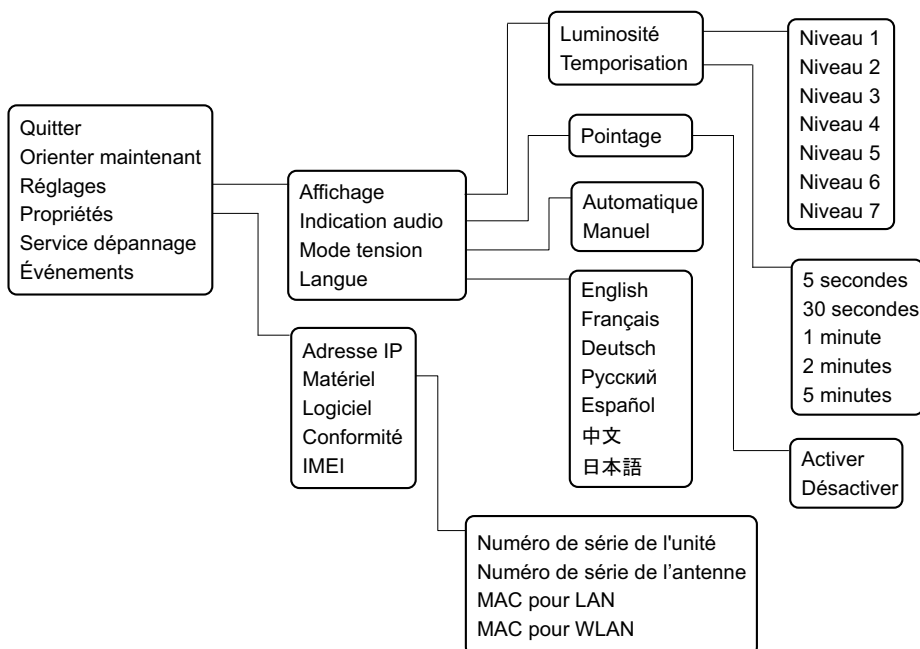 Quitter
Orienter maintenant
Réglages
Propriétés
Service dépannage
Événements
Affichage
Indication audio
Mode tension
Langue
Luminosité
Temporisation
Niveau 1
Niveau 2
Niveau 3
Niveau 4
Niveau 5
Niveau 6
Niveau 7
Pointage
Automatique
Manuel
English
Français
Deutsch
Русский
Español
中文
日本語
5 secondes
30 secondes
1 minute
2 minutes
5 minutes
Activer
Désactiver
Adresse IP
Matériel
Logiciel
Conformité
IMEI
Numéro de série de l'unité
Numéro de série de l’antenne
MAC pour LAN
MAC pour WLAN